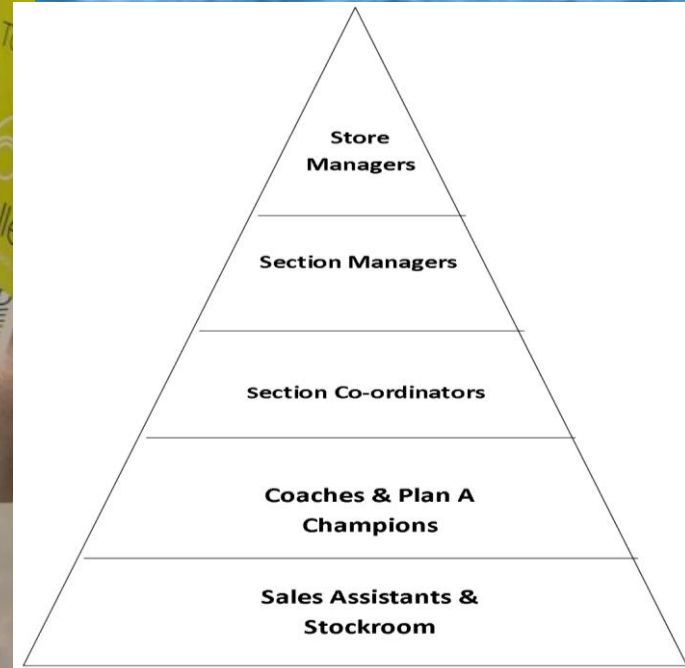 Store
Managers
Section Managers
Section Co-ordinators
Coaches & Plan A
Champions
Sales Assistants &
Stockroom